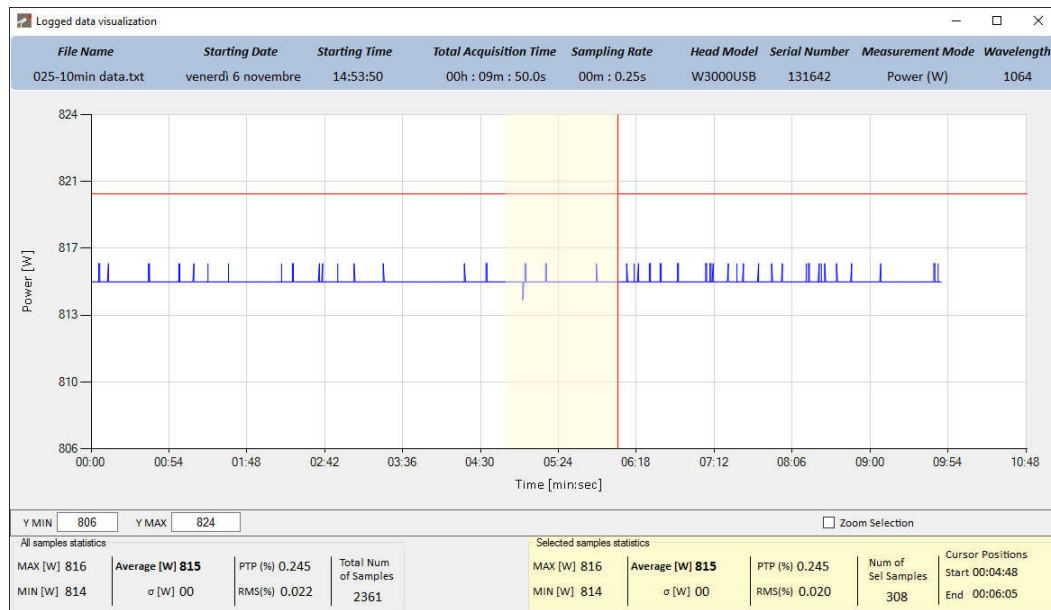 Logged data visualization
File Name Starting Date Starting Time Total Acquisition Time Sampling Rate Head Model Serial Number Measurement Mode Wavelength
025-10min data.txt venerdì 6 novembre 14:53:50 00h : 09m : 50.0s 00m : 0.25s W3000USB 131642 Power (W) 1064
824
821
817
813
810
806
Power [W]
00:00 00:54 01:48 02:42 03:36 04:30 05:24 06:18 07:12 08:06 09:00 09:54 10:48
Time [min:sec]
Y MIN 806 Y MAX 824 Zoom Selection
All samples statistics
MAX [W] 816 Average [W] 815 PTP (%) 0.245 Total Num
of Samples
MIN [W] 814 σ [W] 00 RMS(%) 0.022 2361
Selected samples statistics
MAX [W] 816 Average [W] 815 PTP (%) 0.245 Num of
Sel Samples
MIN [W] 814 σ [W] 00 RMS(%) 0.020 308
Cursor Positions
Start 00:04:48
End 00:06:05